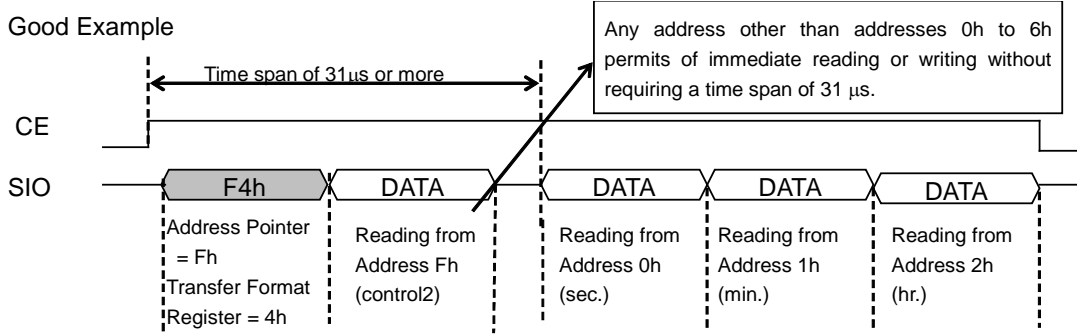 Good Example
Any address other than addresses 0h to 6h
permits of immediate reading or writing without
requiring a time span of 31 μs.
Time span of 31μs or more
CE
SIO
F4h
DATA
DATA
DATA
DATA
Address Pointer
= Fh
Transfer Format
Register = 4h
Reading from
Address Fh
(control2)
Reading from
Address 0h
(sec.)
Reading from
Address 1h
(min.)
Reading from
Address 2h
(hr.)